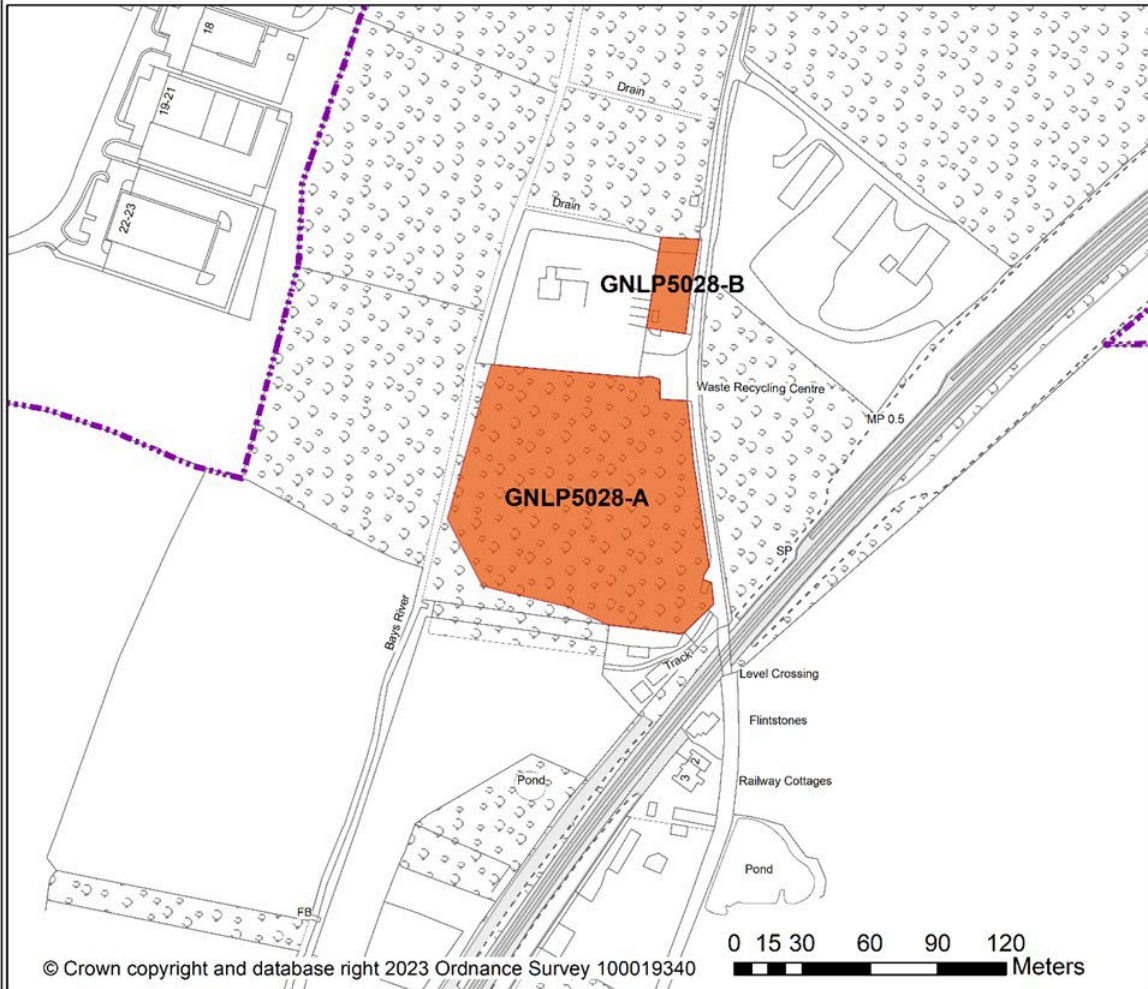 18
19-21
22-23
Drain
Drain
GNLP5028-B
Waste Recycling Centre
MP 0.5
GNLP5028-A
SP
Bays River
Track
Level Crossing
Flintstones
2
3
Railway Cottages
Pond
Pond
FB
0 15 30 60 90 120
Meters
© Crown copyright and database right 2023 Ordnance Survey 100019340